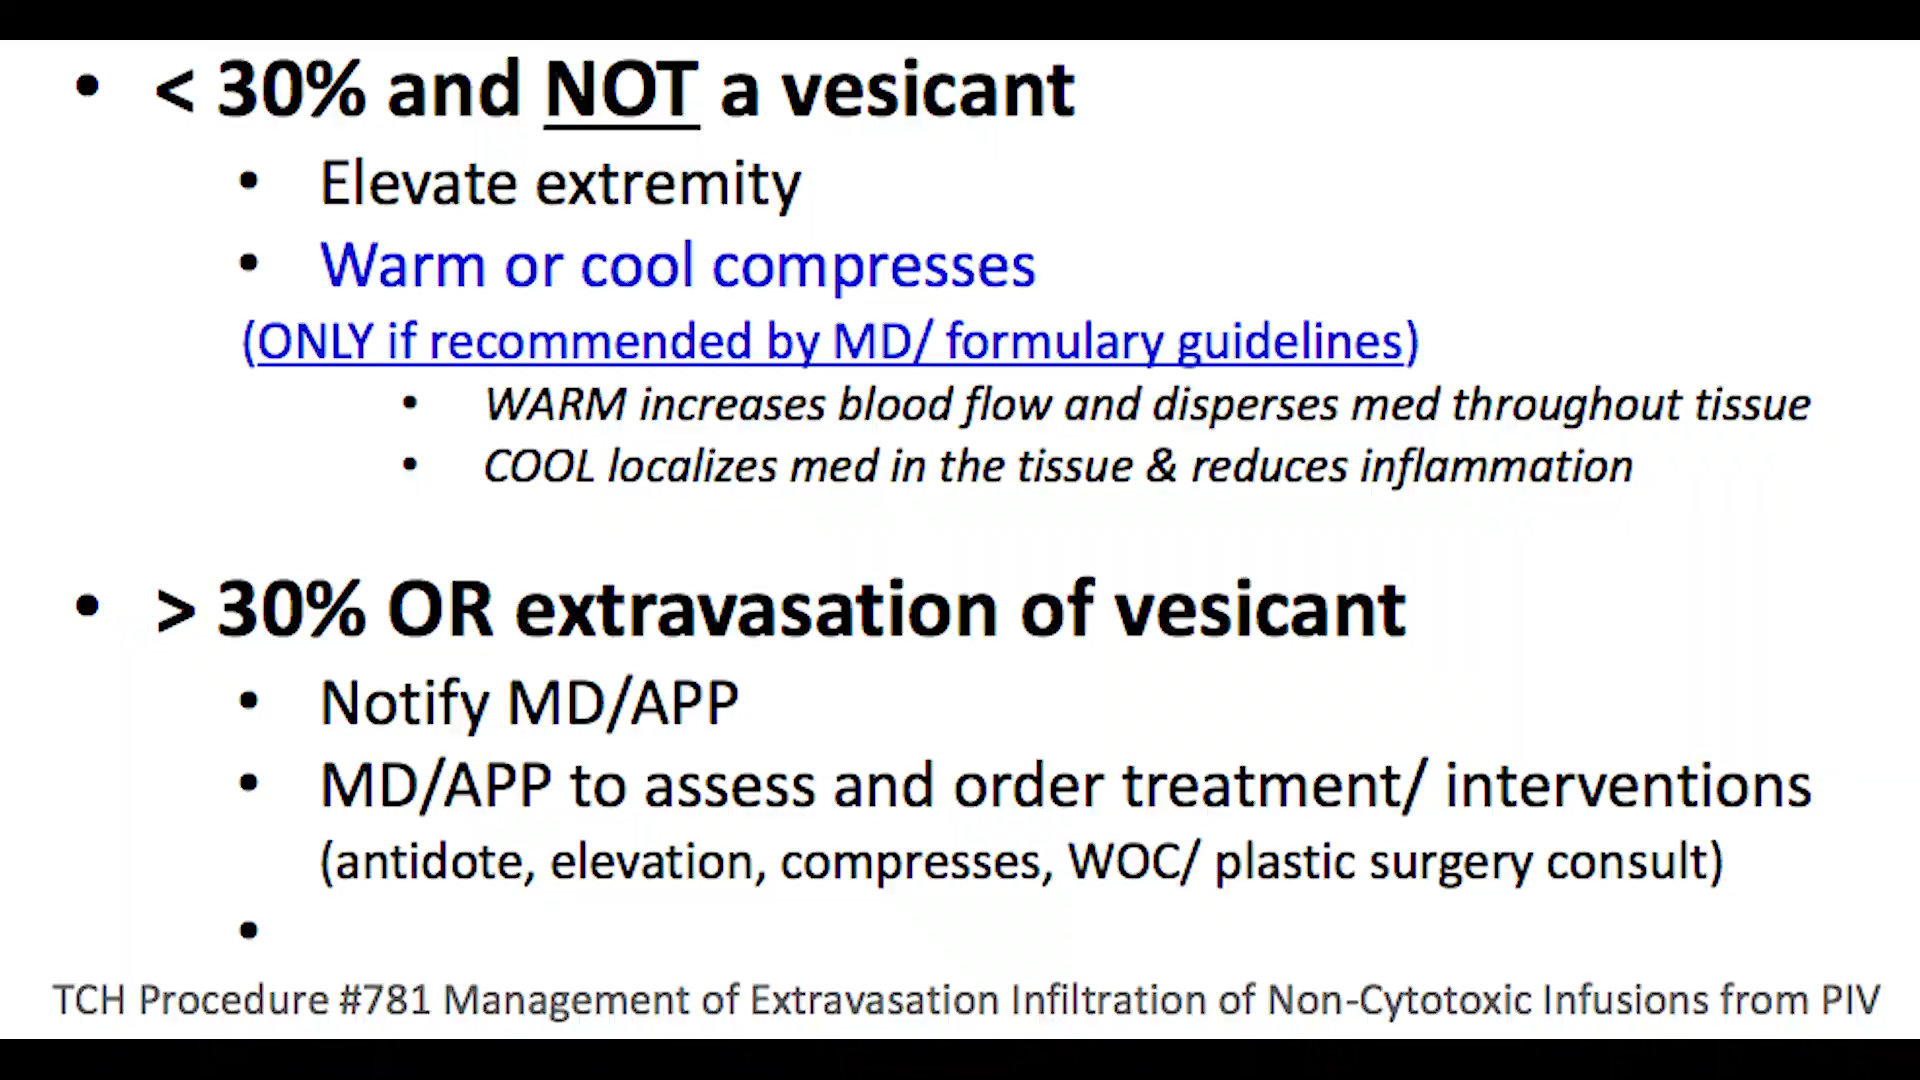 • < 30% and NOT a vesicant
• Elevate extremity
• Warm or cool compresses
(ONLY if recommended by MD/ formulary guidelines)
• WARM increases blood flow and disperses med throughout tissue
• COOL localizes med in the tissue & reduces inflammation
• > 30% OR extravasation of vesicant
• Notify MD/APP
• MD/APP to assess and order treatment/ interventions
(antidote, elevation, compresses, WOC/ plastic surgery consult)
•
TCH Procedure #781 Management of Extravasation Infiltration of Non-Cytotoxic Infusions from PIV